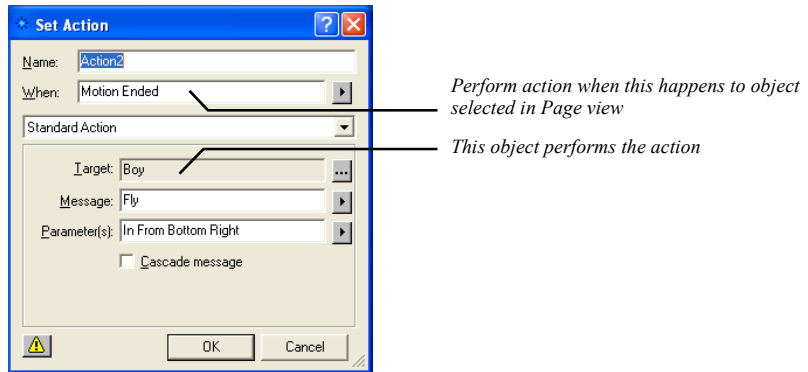 Set Action
Name: Action2
When: Motion Ended
Standard Action
Target: Boy ...
Message: Fly
Parameter(s): In From Bottom Right
Cascade message
OK Cancel
Perform action when this happens to object
selected in Page view
This object performs the action